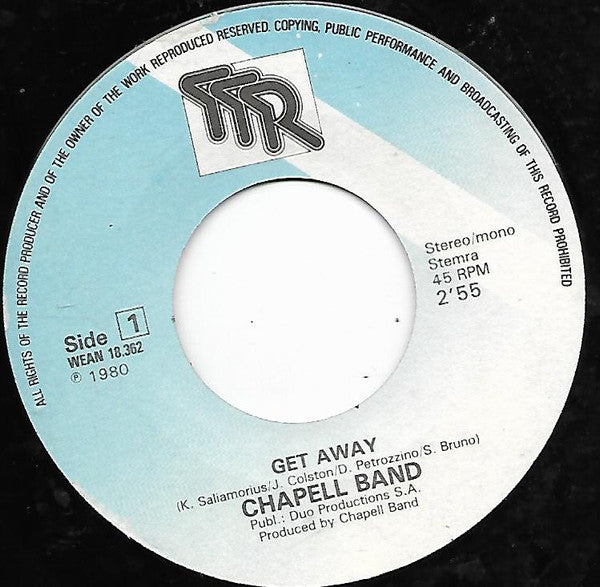 ALL RIGHTS OF THE RECORD PRODUCER AND OF THE OWNER OF THE WORK REPRODUCED RESERVED. COPYING, PUBLIC PERFORMANCE AND BROADCASTING OF THIS RECORD PROHIBITED
TTR
Stereo/mono
Stemra
45 RPM
2'55
Side 1
WEAN 18.362
℗ 1980
GET AWAY
(K. Saliamorius/J. Colston/D. Petrozzino/S. Bruno)
CHAPELL BAND
Publ.: Duo Productions S.A.
Produced by Chapell Band